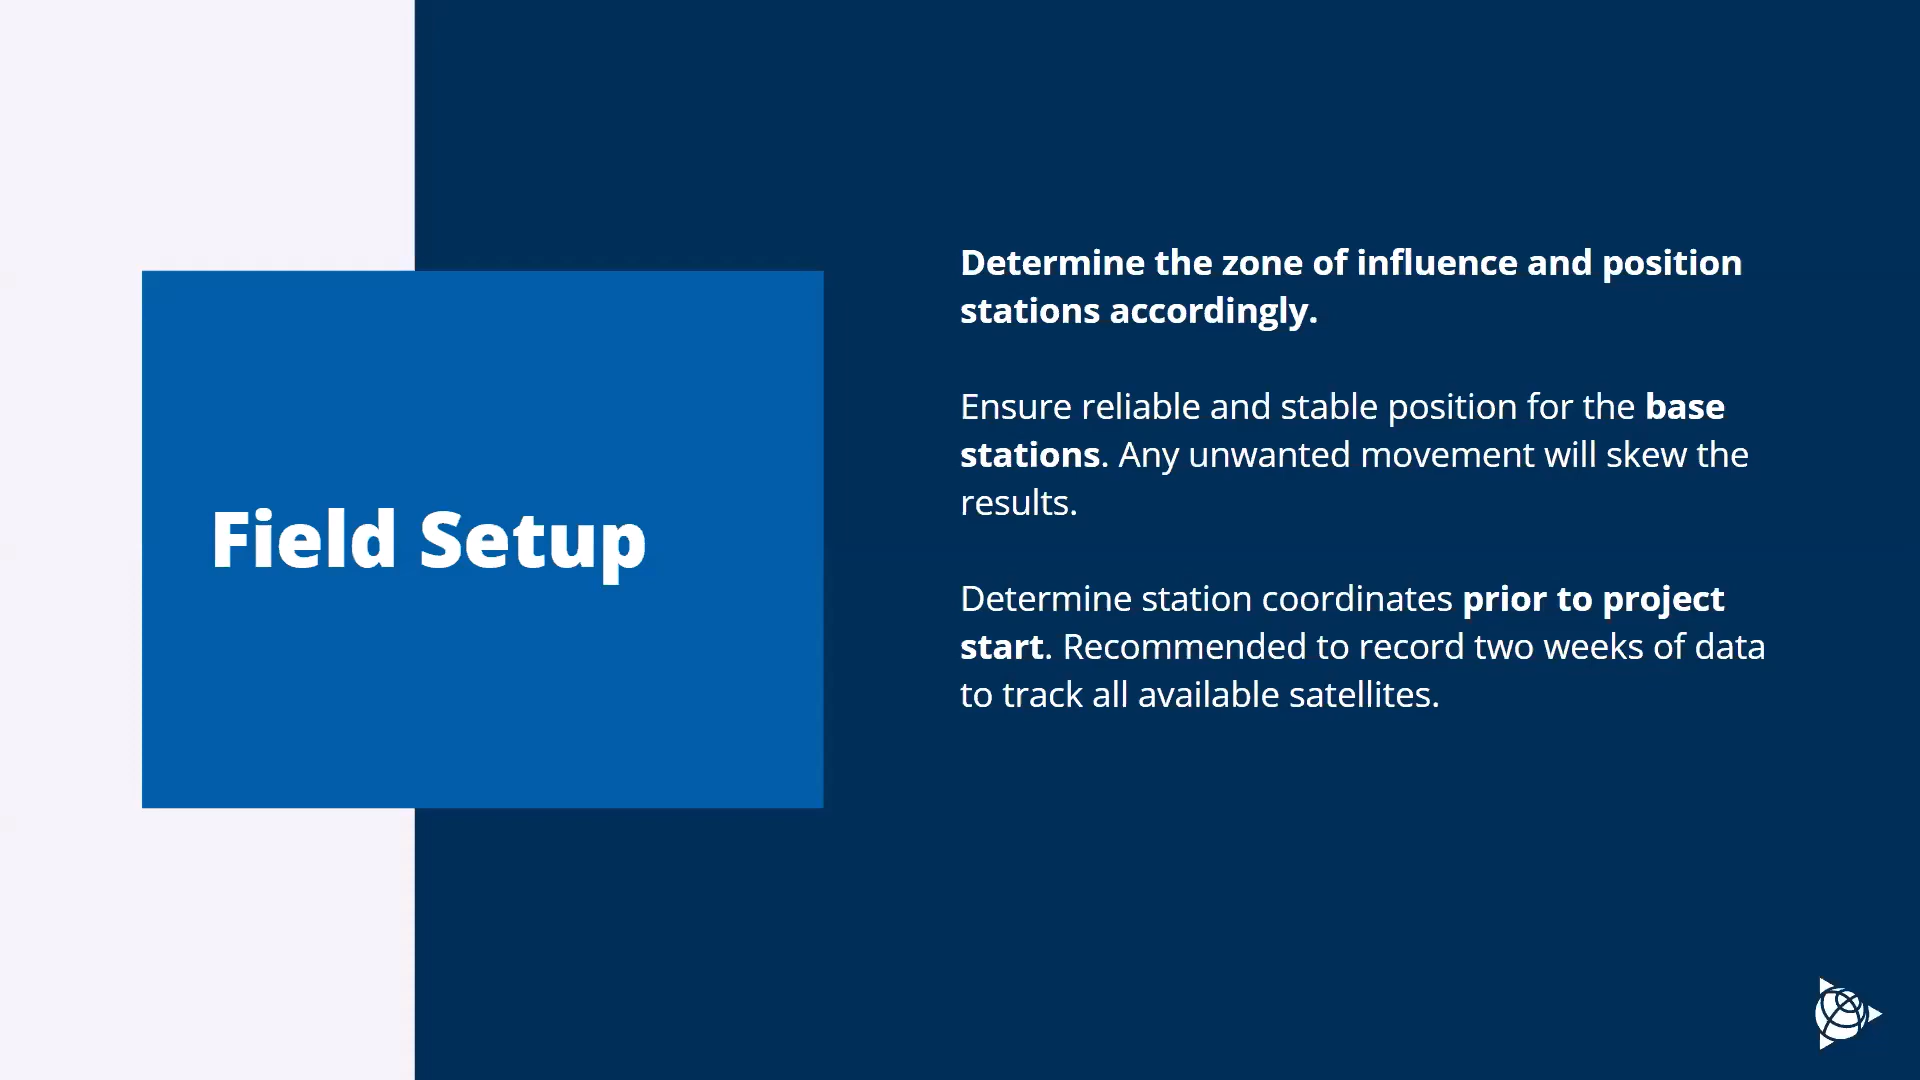 Field Setup
Determine the zone of influence and position
stations accordingly.
Ensure reliable and stable position for the base
stations. Any unwanted movement will skew the
results.
Determine station coordinates prior to project
start. Recommended to record two weeks of data
to track all available satellites.